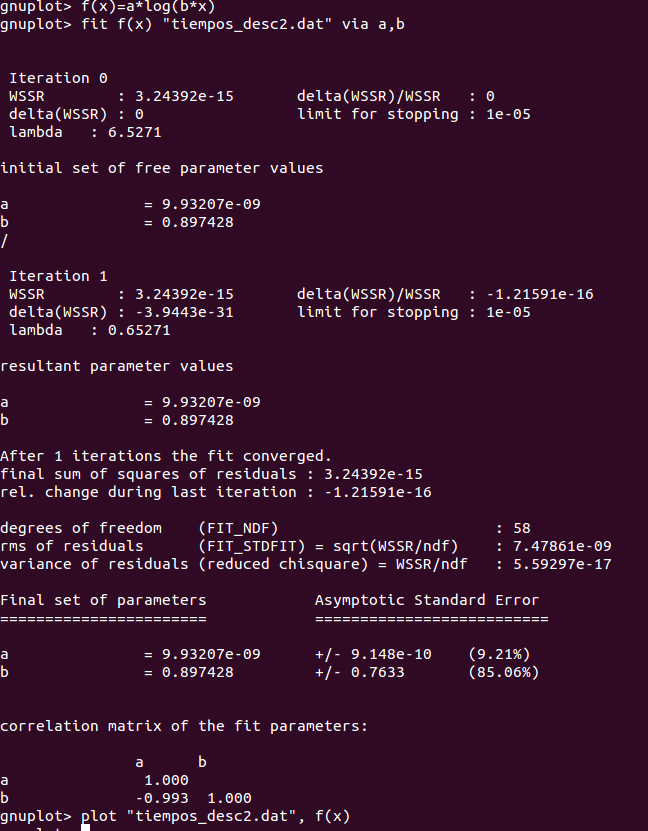 gnuplot> f(x)=a*log(b*x)
gnuplot> fit f(x) "tiempos_desc2.dat" via a,b
Iteration 0
WSSR : 3.24392e-15 delta(WSSR)/WSSR : 0
delta(WSSR) : 0 limit for stopping : 1e-05
lambda : 6.5271
initial set of free parameter values
a = 9.93207e-09
b = 0.897428
/
Iteration 1
WSSR : 3.24392e-15 delta(WSSR)/WSSR : -1.21591e-16
delta(WSSR) : -3.9443e-31 limit for stopping : 1e-05
lambda : 0.65271
resultant parameter values
a = 9.93207e-09
b = 0.897428
After 1 iterations the fit converged.
final sum of squares of residuals : 3.24392e-15
rel. change during last iteration : -1.21591e-16
degrees of freedom (FIT_NDF) : 58
rms of residuals (FIT_STDFIT) = sqrt(WSSR/ndf) : 7.47861e-09
variance of residuals (reduced chisquare) = WSSR/ndf : 5.59297e-17
Final set of parameters Asymptotic Standard Error
======================= ==========================
a = 9.93207e-09 +/- 9.148e-10 (9.21%)
b = 0.897428 +/- 0.7633 (85.06%)
correlation matrix of the fit parameters:
a b
a 1.000
b -0.993 1.000
gnuplot> plot "tiempos_desc2.dat", f(x)